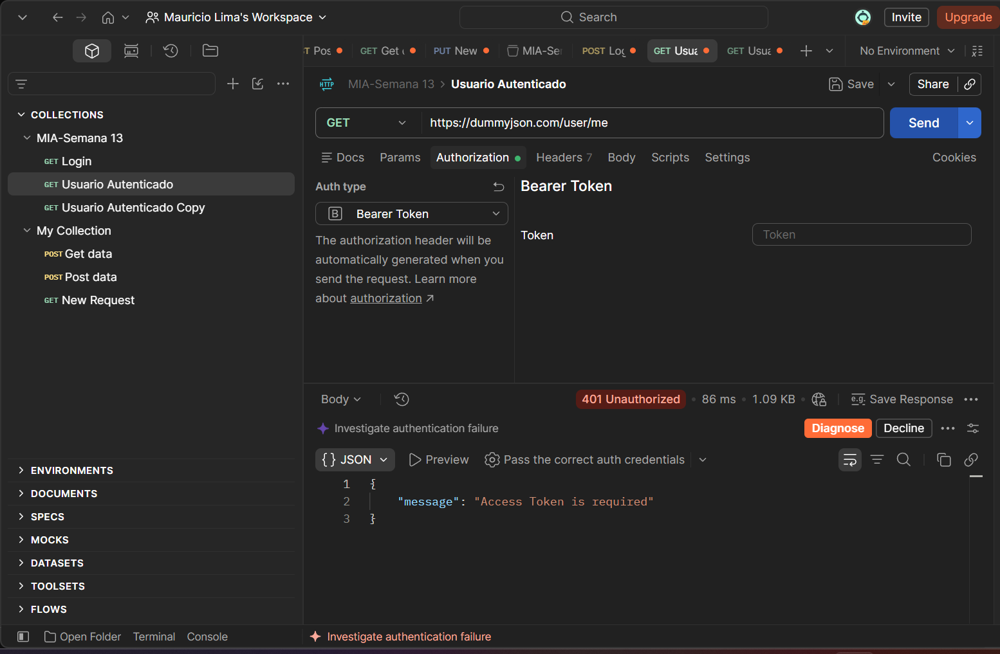 Mauricio Lima's Workspace
Search
Invite
Upgrade
Pos
GET Get
PUT New
MIA-Se
POST Log
GET Usua
GET Usua
No Environment
HTTP
MIA-Semana 13 > Usuario Autenticado
Save
Share
COLLECTIONS
MIA-Semana 13
GET Login
GET Usuario Autenticado
GET Usuario Autenticado Copy
My Collection
POST Get data
POST Post data
GET New Request
ENVIRONMENTS
DOCUMENTS
SPECS
MOCKS
DATASETS
TOOLSETS
FLOWS
GET
https://dummyjson.com/user/me
Send
Docs
Params
Authorization
Headers 7
Body
Scripts
Settings
Cookies
Auth type
B Bearer Token
The authorization header will be
automatically generated when you
send the request. Learn more
about authorization ↗
Bearer Token
Token
Token
Body
401 Unauthorized • 86 ms • 1.09 KB
e.g. Save Response
Investigate authentication failure
Diagnose
Decline
{} JSON
Preview
Pass the correct auth credentials
1 {
2 "message": "Access Token is required"
3 }
Open Folder
Terminal
Console
Investigate authentication failure